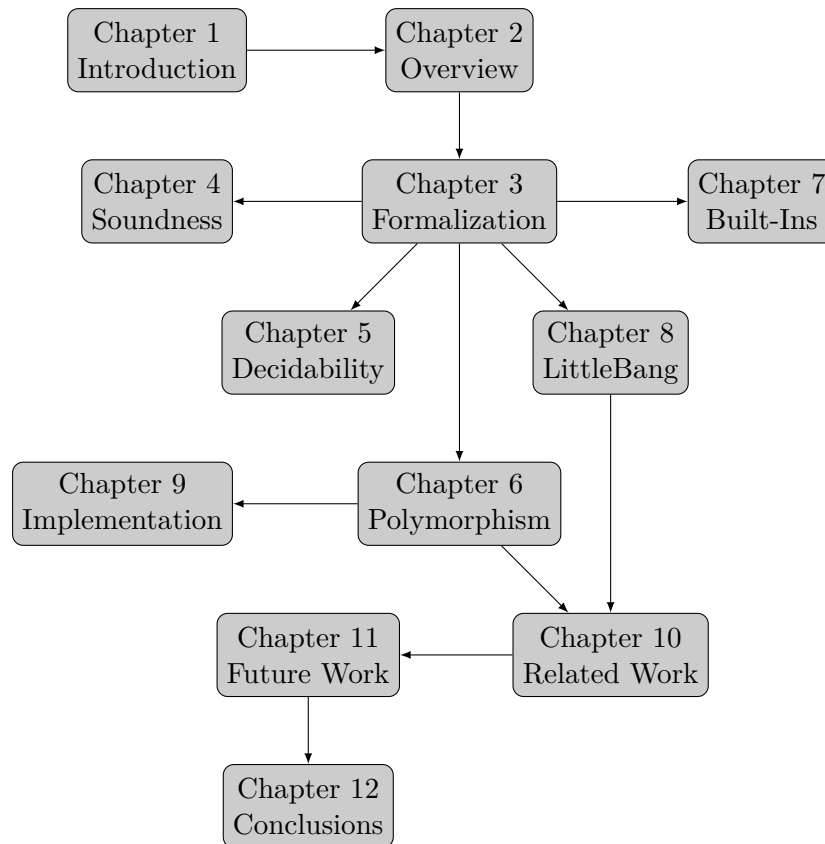 Chapter 1
Introduction
Chapter 2
Overview
Chapter 4
Soundness
Chapter 3
Formalization
Chapter 7
Built-Ins
Chapter 5
Decidability
Chapter 8
LittleBang
Chapter 9
Implementation
Chapter 6
Polymorphism
Chapter 11
Future Work
Chapter 10
Related Work
Chapter 12
Conclusions